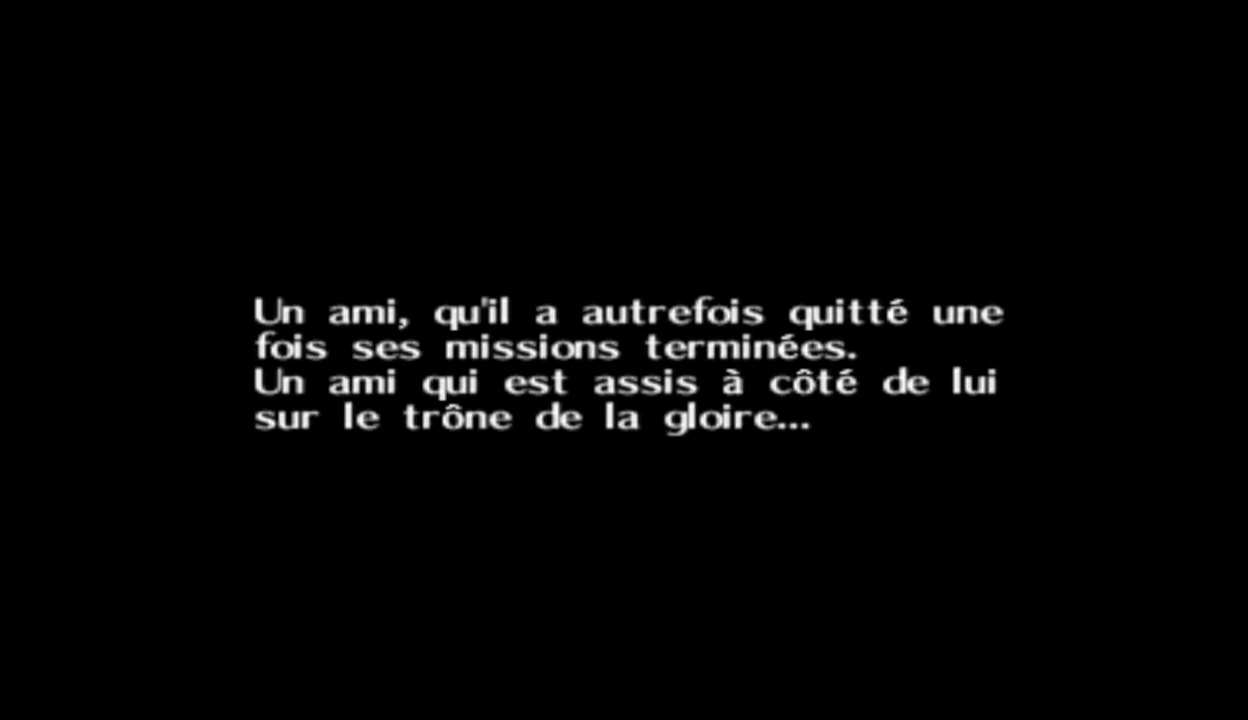 Un ami, qu'il a autrefois quitté une
fois ses missions terminées.
Un ami qui est assis à côté de lui
sur le trône de la gloire...